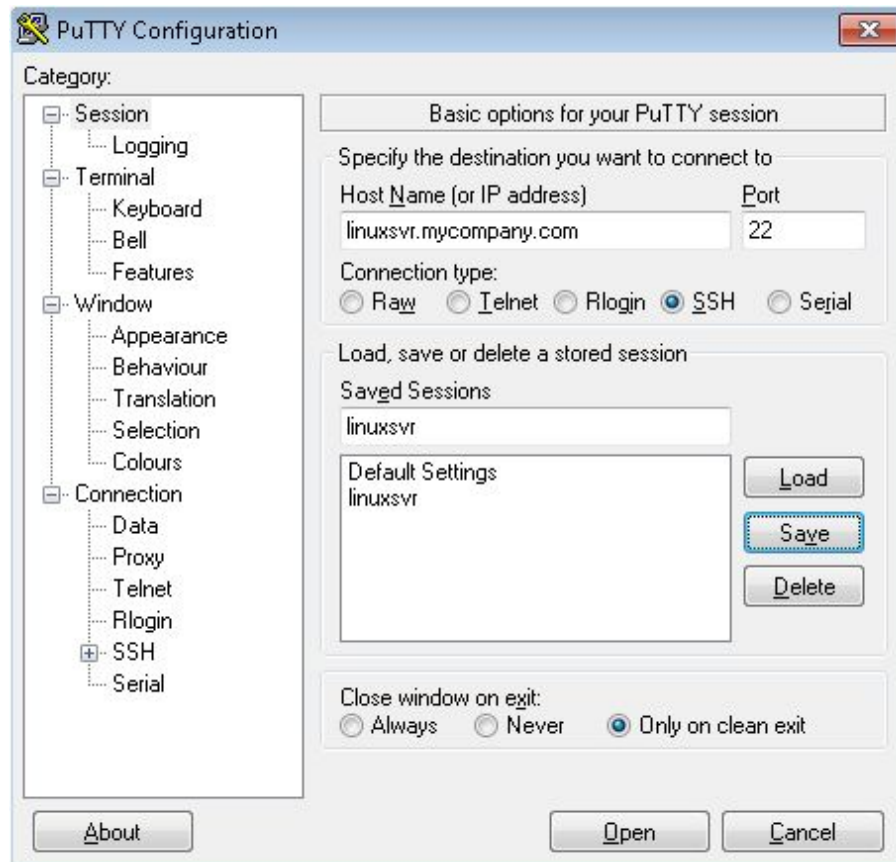 PuTTY Configuration
Category:
Session
Logging
Terminal
Keyboard
Bell
Features
Window
Appearance
Behaviour
Translation
Selection
Colours
Connection
Data
Proxy
Telnet
Rlogin
SSH
Serial
Basic options for your PuTTY session
Specify the destination you want to connect to
Host Name (or IP address) Port
linuxsvr.mycompany.com 22
Connection type:
Raw Telnet Rlogin SSH Serial
Load, save or delete a stored session
Saved Sessions
linuxsvr
Default Settings
linuxsvr
Load
Save
Delete
Close window on exit:
Always Never Only on clean exit
About Open Cancel